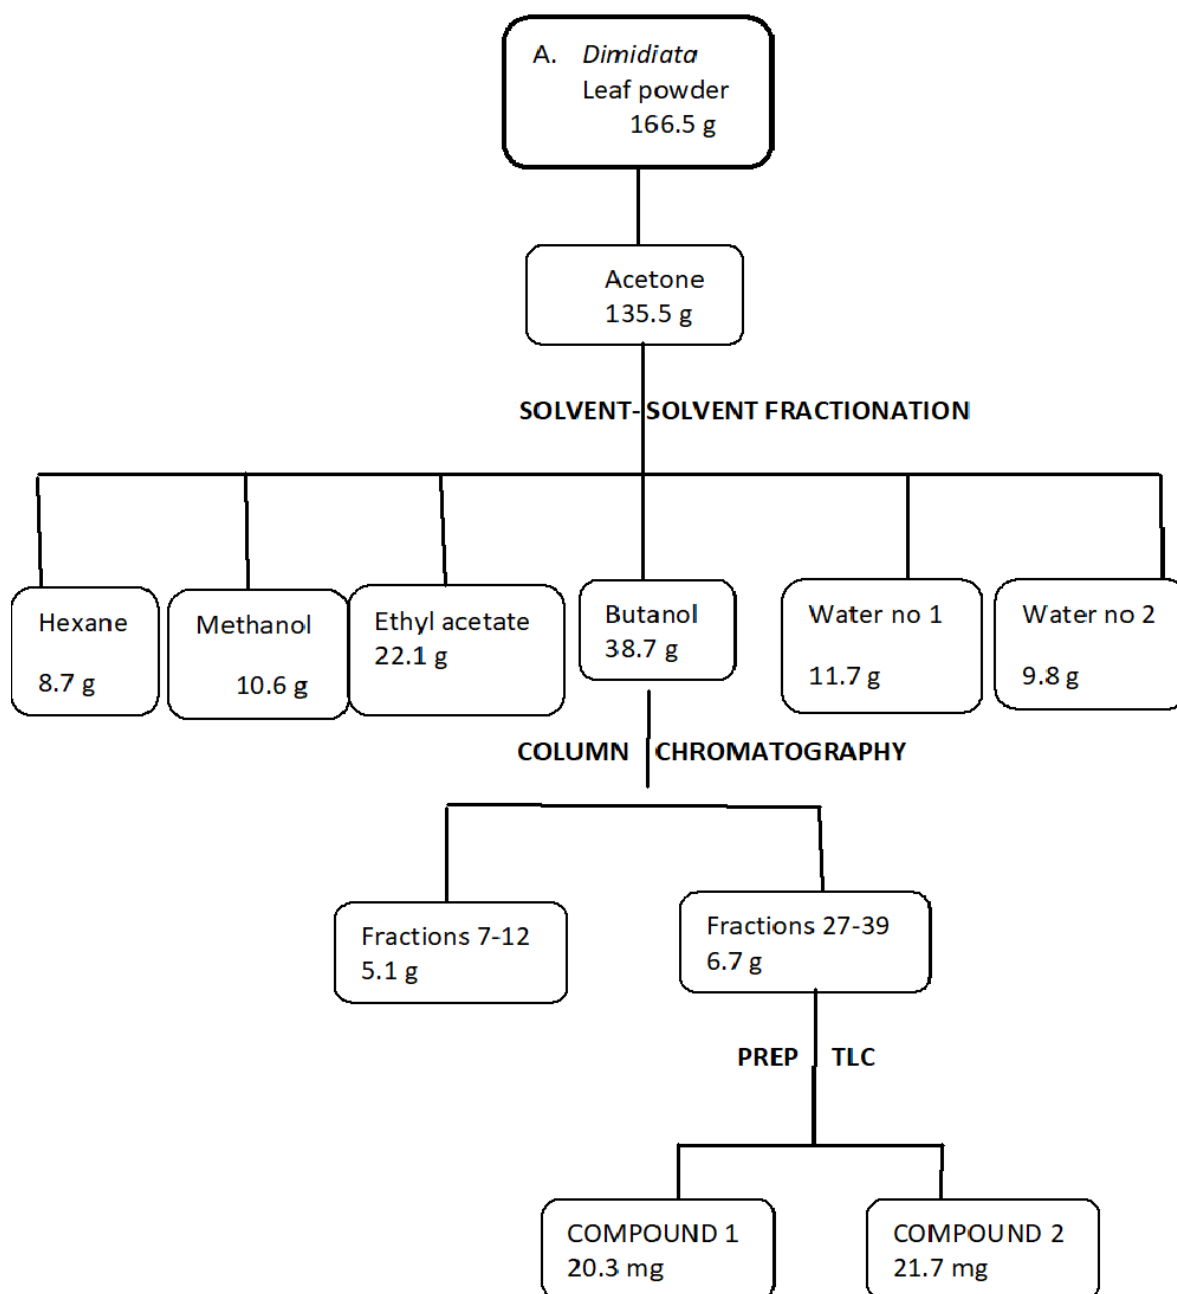 A. Dimidiata
Leaf powder
166.5 g
Acetone
135.5 g
SOLVENT- SOLVENT FRACTIONATION
Hexane
8.7 g
Methanol
10.6 g
Ethyl acetate
22.1 g
Butanol
38.7 g
Water no 1
11.7 g
Water no 2
9.8 g
COLUMN CHROMATOGRAPHY
Fractions 7-12
5.1 g
Fractions 27-39
6.7 g
PREP TLC
COMPOUND 1
20.3 mg
COMPOUND 2
21.7 mg